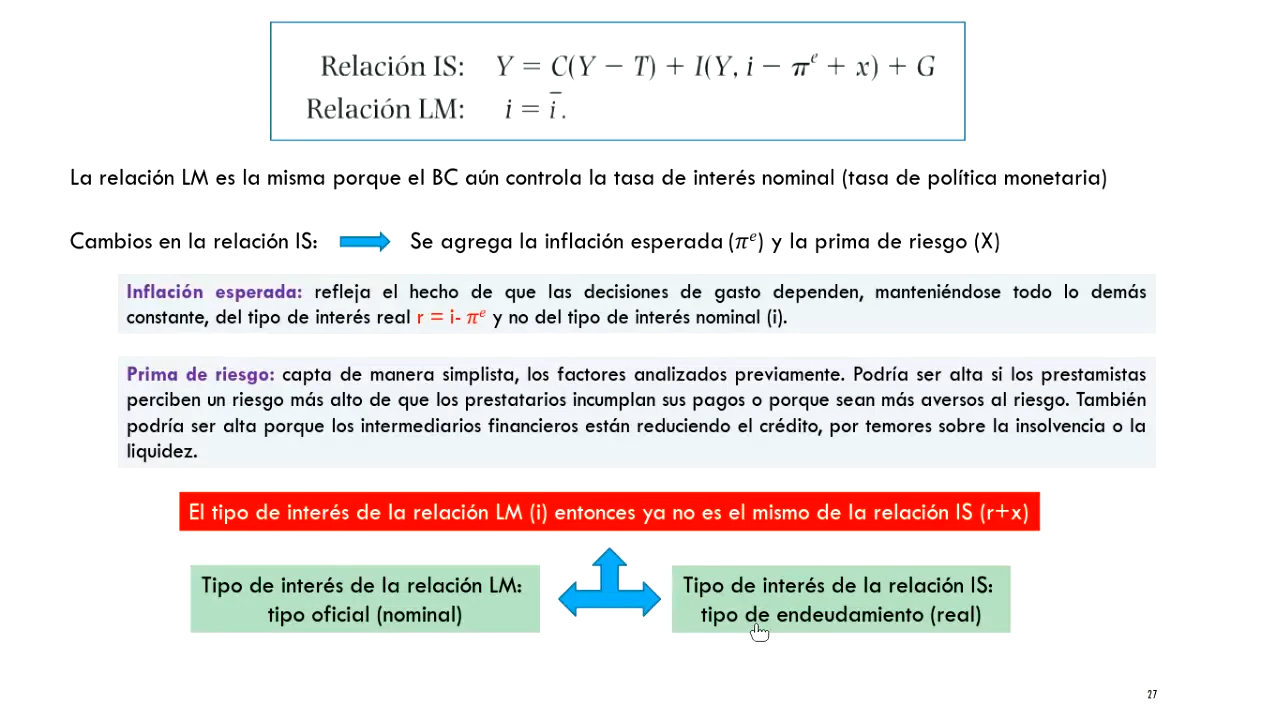 Relación IS: Y = C(Y − T) + I(Y, i − πᵉ + x) + G
Relación LM: i = i̅.
La relación LM es la misma porque el BC aún controla la tasa de interés nominal (tasa de política monetaria)
Cambios en la relación IS: Se agrega la inflación esperada (πᵉ) y la prima de riesgo (X)
Inflación esperada: refleja el hecho de que las decisiones de gasto dependen, manteniéndose todo lo demás
constante, del tipo de interés real r = i- πᵉ y no del tipo de interés nominal (i).
Prima de riesgo: capta de manera simplista, los factores analizados previamente. Podría ser alta si los prestamistas
perciben un riesgo más alto de que los prestatarios incumplan sus pagos o porque sean más aversos al riesgo. También
podría ser alta porque los intermediarios financieros están reduciendo el crédito, por temores sobre la insolvencia o la
liquidez.
El tipo de interés de la relación LM (i) entonces ya no es el mismo de la relación IS (r+x)
Tipo de interés de la relación LM:
tipo oficial (nominal)
Tipo de interés de la relación IS:
tipo de endeudamiento (real)
27